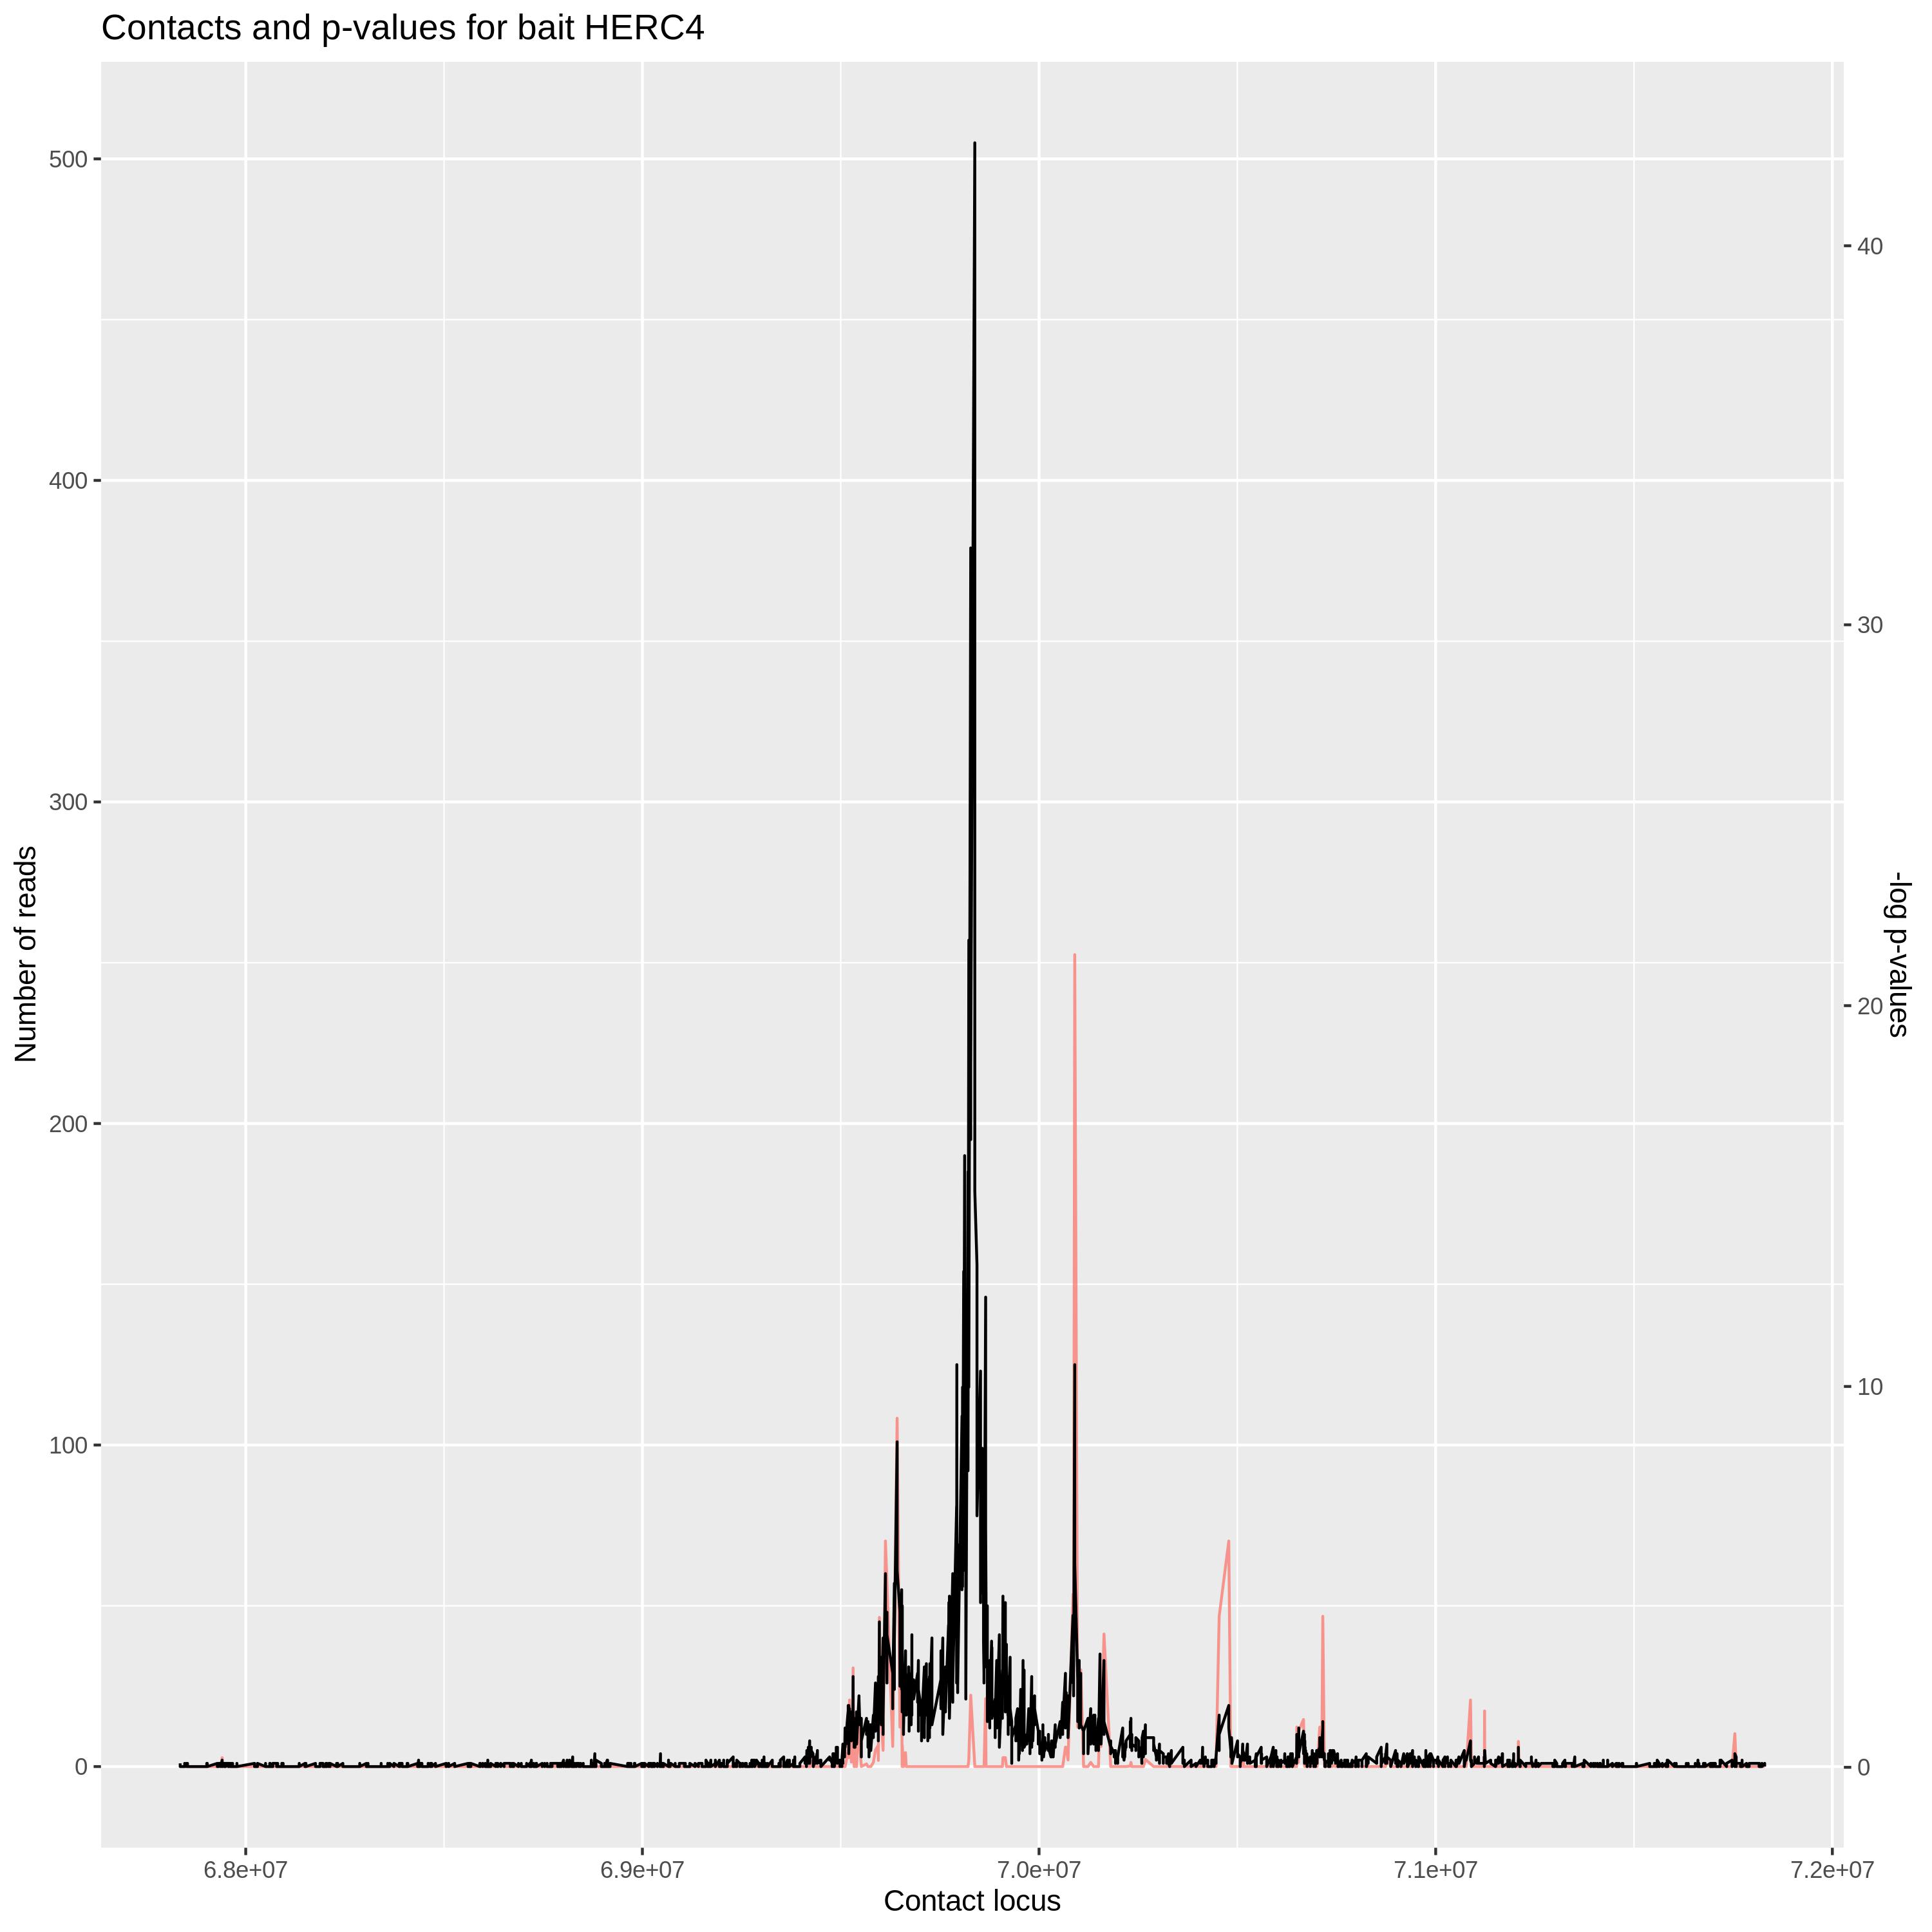 Contacts and p-values for bait HERC4
500
400
300
200
100
0
Number of reads
40
30
20
10
0
-log p-values
6.8e+07 6.9e+07 7.0e+07 7.1e+07 7.2e+07
Contact locus